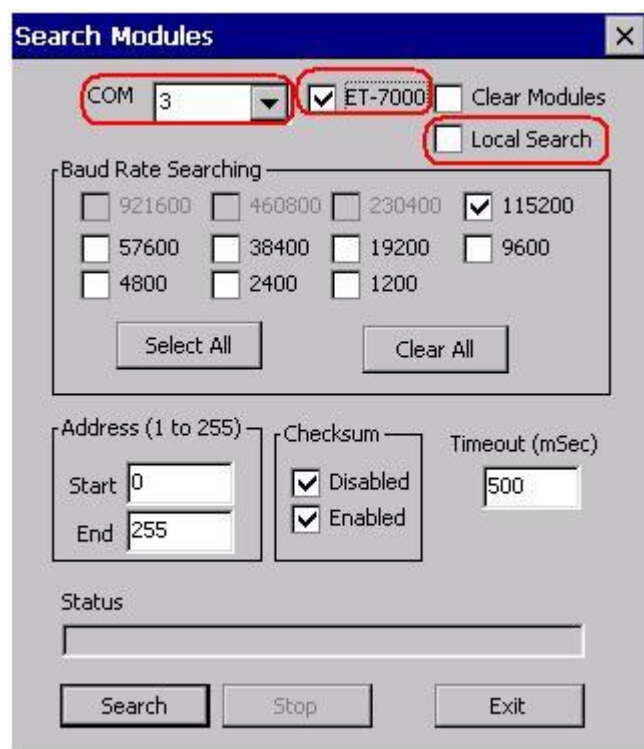 Search Modules
COM 3 ET-7000 Clear Modules
Local Search
Baud Rate Searching
921600 460800 230400 115200
57600 38400 19200 9600
4800 2400 1200
Select All Clear All
Address (1 to 255) Checksum Timeout (mSec)
Start 0 Disabled 500
End 255 Enabled
Status
Search Stop Exit